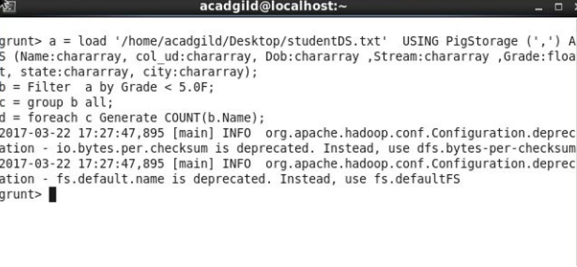 acadgild@localhost:~
grunt> a = load '/home/acadgild/Desktop/studentDS.txt'  USING PigStorage (',') A
S (Name:chararray, col_ud:chararray, Dob:chararray ,Stream:chararray ,Grade:floa
t, state:chararray, city:chararray);
b = Filter  a by Grade < 5.0F;
c = group b all;
d = foreach c Generate COUNT(b.Name);
2017-03-22 17:27:47,895 [main] INFO  org.apache.hadoop.conf.Configuration.deprec
ation - io.bytes.per.checksum is deprecated. Instead, use dfs.bytes-per-checksum
2017-03-22 17:27:47,895 [main] INFO  org.apache.hadoop.conf.Configuration.deprec
ation - fs.default.name is deprecated. Instead, use fs.defaultFS
grunt>